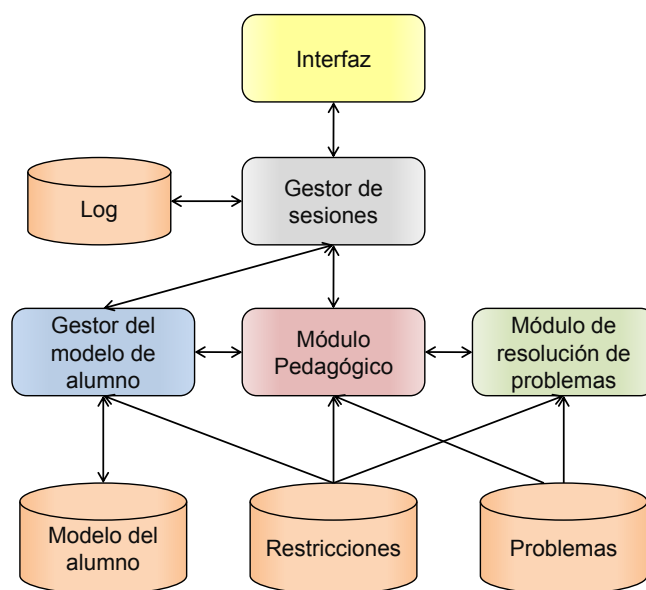 Interfaz
Gestor de
sesiones
Log
Gestor del
modelo de
alumno
Módulo
Pedagógico
Módulo de
resolución de
problemas
Modelo del
alumno
Restricciones
Problemas